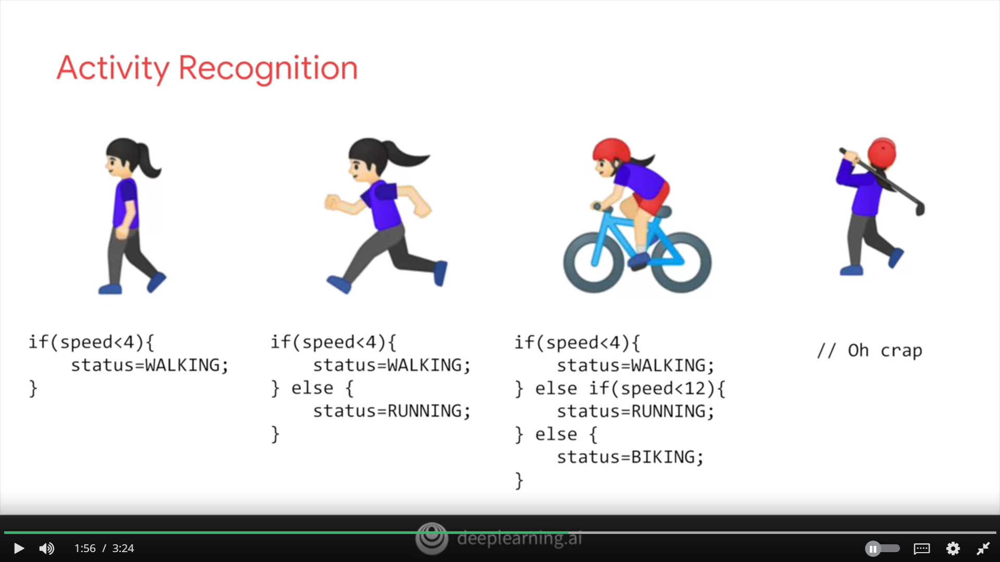 Activity Recognition
if(speed<4){
    status=WALKING;
}
if(speed<4){
    status=WALKING;
} else {
    status=RUNNING;
}
if(speed<4){
    status=WALKING;
} else if(speed<12){
    status=RUNNING;
} else {
    status=BIKING;
}
// Oh crap
deeplearning.ai
1:56 / 3:24